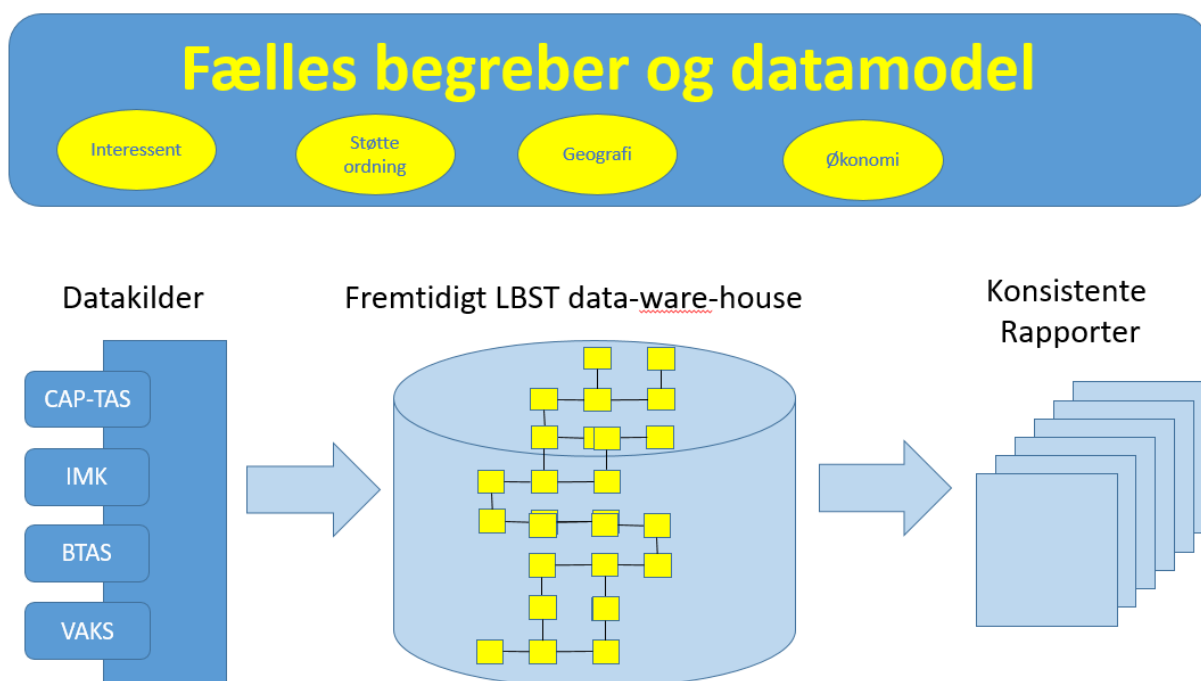 Fælles begreber og datamodel
Interessent
Støtte
ordning
Geografi
Økonomi
Datakilder
Fremtidigt LBST data-ware-house
Konsistente
Rapporter
CAP-TAS
IMK
BTAS
VAKS